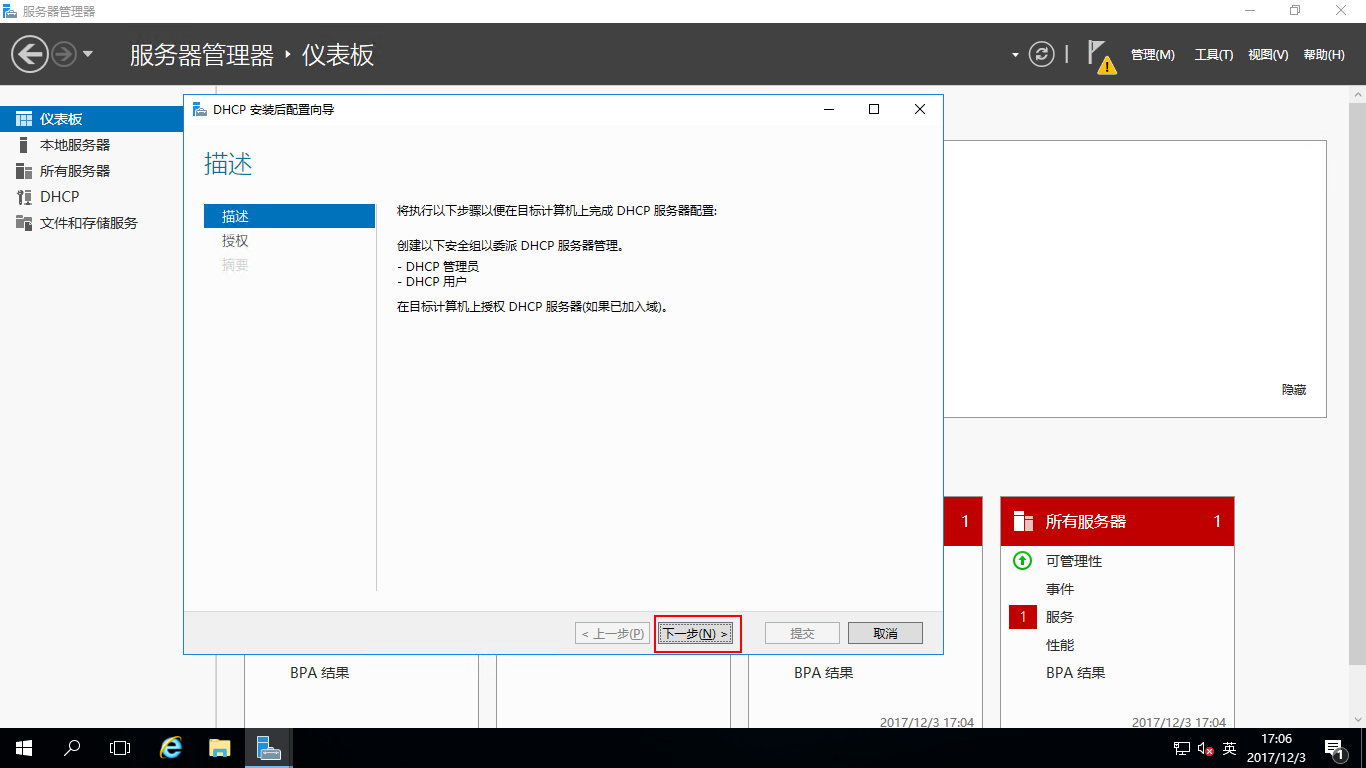 服务器管理器
服务器管理器 · 仪表板
管理(M) 工具(T) 视图(V) 帮助(H)
仪表板
本地服务器
所有服务器
DHCP
文件和存储服务
DHCP 安装后配置向导
描述
描述
授权
摘要
将执行以下步骤以便在目标计算机上完成 DHCP 服务器配置:
创建以下安全组以委派 DHCP 服务器管理。
- DHCP 管理员
- DHCP 用户
在目标计算机上授权 DHCP 服务器(如果已加入域)。
< 上一步(P) 下一步(N) > 提交 取消
隐藏
1
所有服务器 1
可管理性
事件
1 服务
性能
BPA 结果 BPA 结果 BPA 结果
2017/12/3 17:04 2017/12/3 17:04
英
17:06
2017/12/3
1